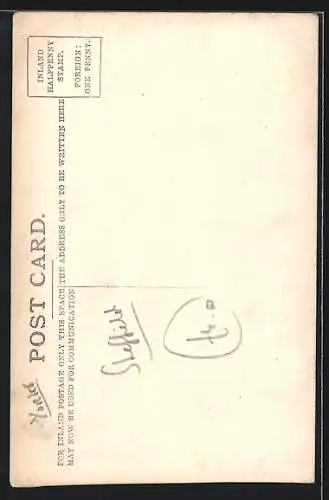 POST CARD.
FOR INLAND POSTAGE ONLY THIS SPACE
MAY NOW BE USED FOR COMMUNICATION
THE ADDRESS ONLY TO BE WRITTEN HERE
INLAND
HALFPENNY
STAMP.
FOREIGN:
ONE PENNY.
Sheffield